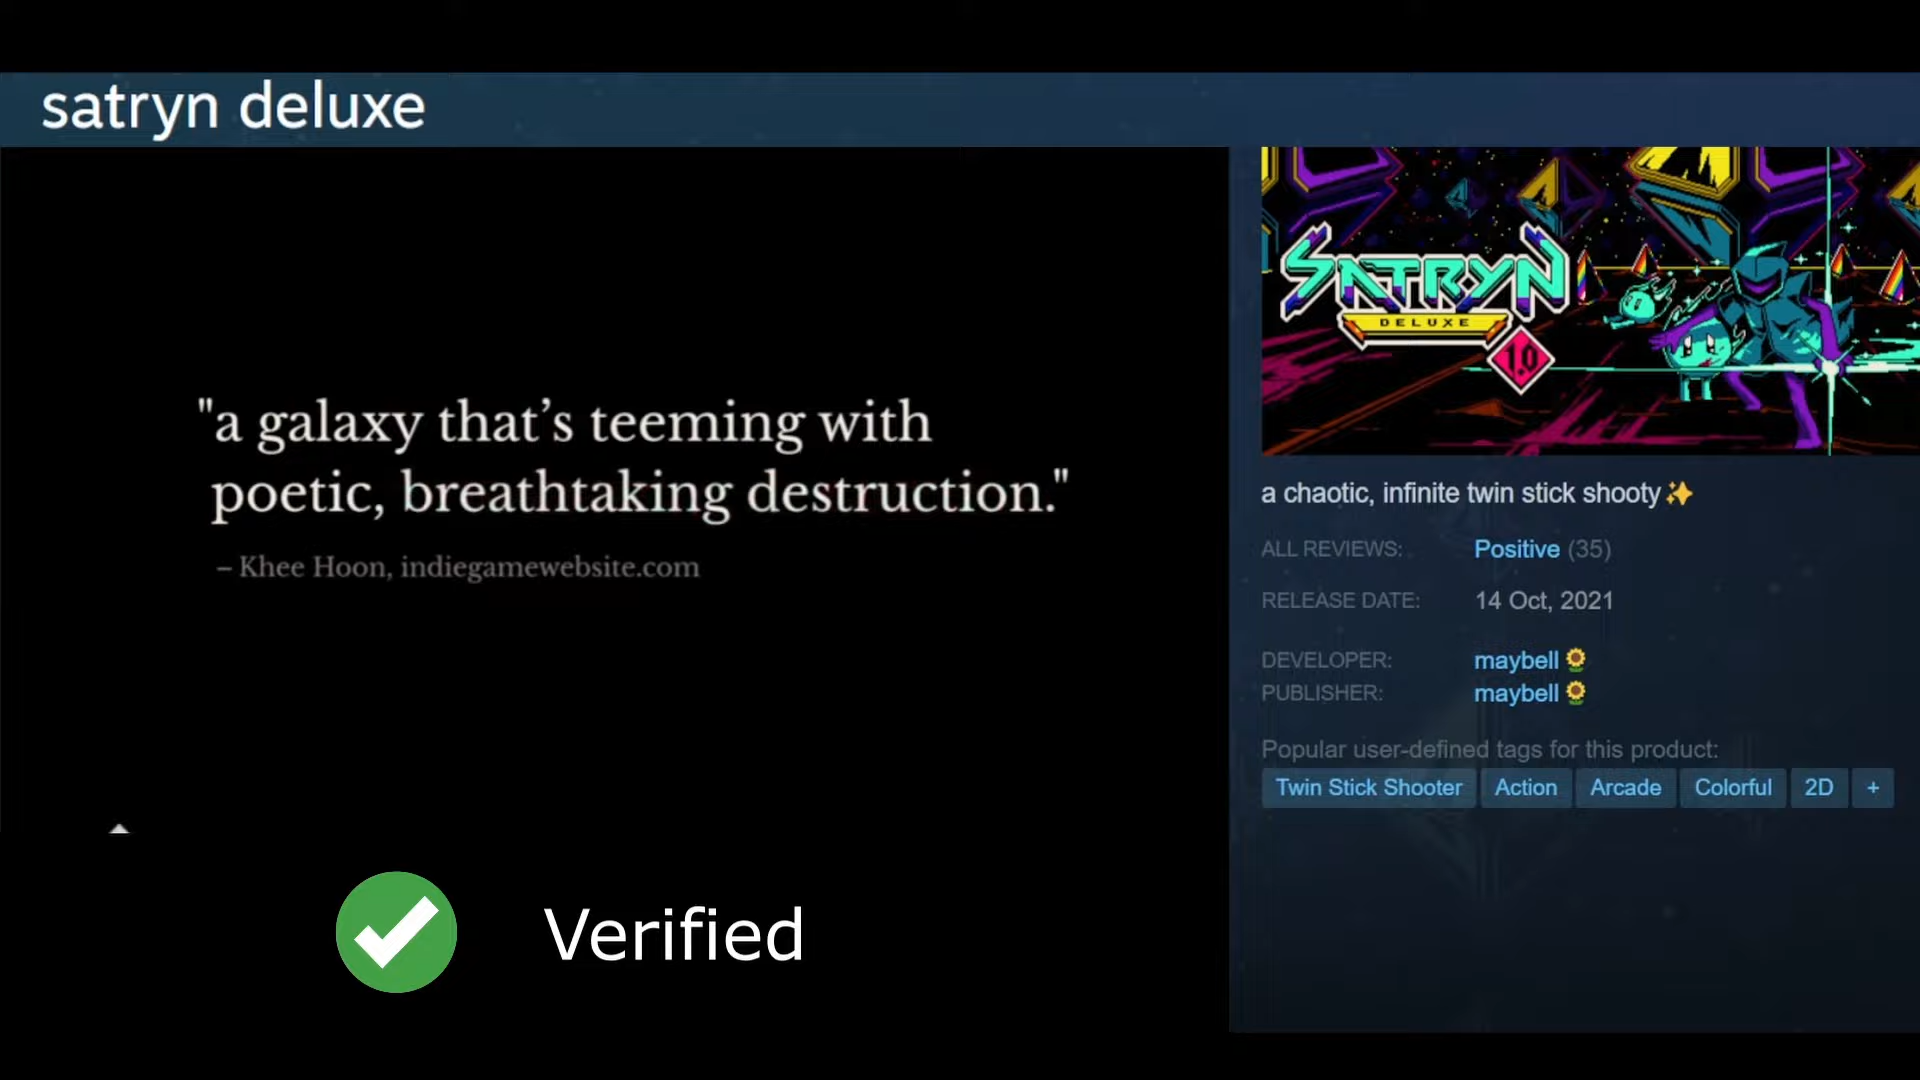 satryn deluxe
"a galaxy that’s teeming with
poetic, breathtaking destruction."
– Khee Hoon, indiegamewebsite.com
Verified
SATRYN
DELUXE
1.0
a chaotic, infinite twin stick shooty✨
ALL REVIEWS: Positive (35)
RELEASE DATE: 14 Oct, 2021
DEVELOPER: maybell🌻
PUBLISHER: maybell🌻
Popular user-defined tags for this product:
Twin Stick Shooter Action Arcade Colorful 2D +